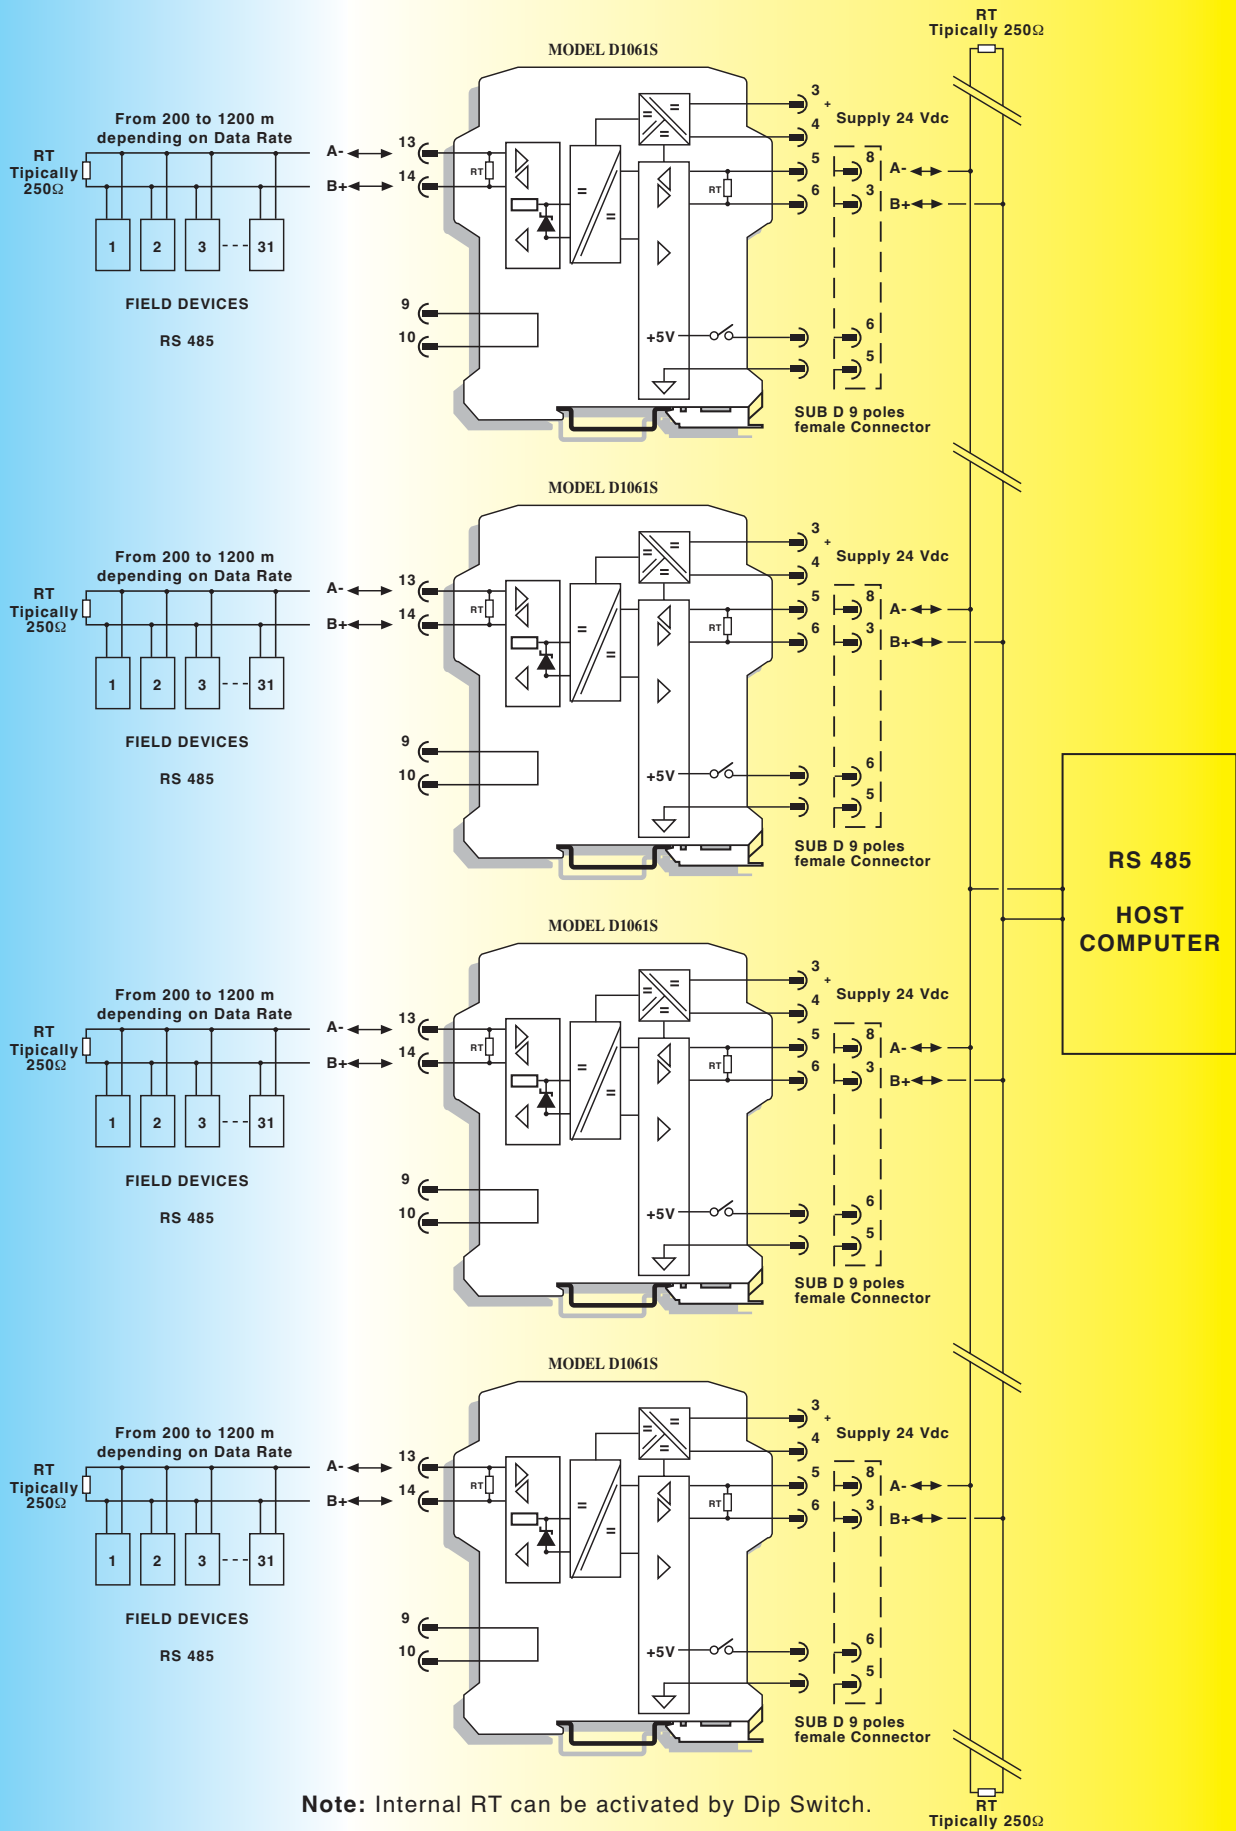 RT
Tipically 250Ω
MODEL D1061S
From 200 to 1200 m
depending on Data Rate
RT
Tipically
250Ω
A-
B+
13
14
RT
1
2
3
31
FIELD DEVICES
RS 485
9
10
=
=
=
=
=
RT
+5V
3
+
4
Supply 24 Vdc
5
6
8
3
A-
B+
6
5
SUB D 9 poles
female Connector
MODEL D1061S
From 200 to 1200 m
depending on Data Rate
RT
Tipically
250Ω
A-
B+
13
14
RT
1
2
3
31
FIELD DEVICES
RS 485
9
10
=
=
=
=
=
RT
+5V
3
+
4
Supply 24 Vdc
5
6
8
3
A-
B+
6
5
SUB D 9 poles
female Connector
RS 485
HOST
COMPUTER
MODEL D1061S
From 200 to 1200 m
depending on Data Rate
RT
Tipically
250Ω
A-
B+
13
14
RT
1
2
3
31
FIELD DEVICES
RS 485
9
10
=
=
=
=
=
RT
+5V
3
+
4
Supply 24 Vdc
5
6
8
3
A-
B+
6
5
SUB D 9 poles
female Connector
MODEL D1061S
From 200 to 1200 m
depending on Data Rate
RT
Tipically
250Ω
A-
B+
13
14
RT
1
2
3
31
FIELD DEVICES
RS 485
9
10
=
=
=
=
=
RT
+5V
3
+
4
Supply 24 Vdc
5
6
8
3
A-
B+
6
5
SUB D 9 poles
female Connector
Note: Internal RT can be activated by Dip Switch.
RT
Tipically 250Ω